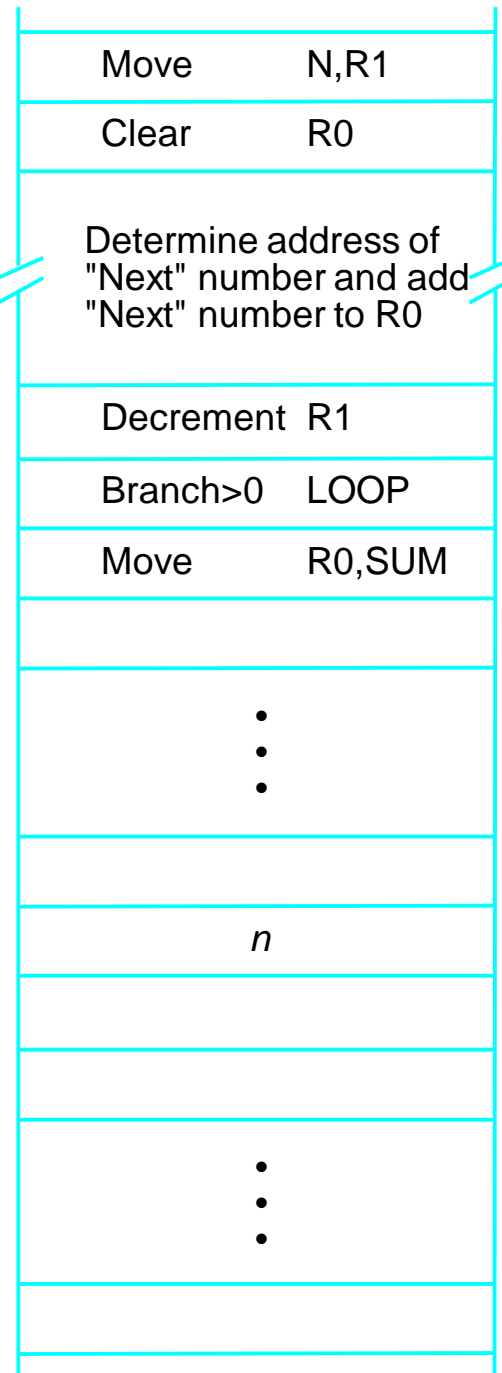 Move N,R1
Clear R0
Determine address of
"Next" number and add
"Next" number to R0
Decrement R1
Branch>0 LOOP
Move R0,SUM
•
•
•
n
•
•
•